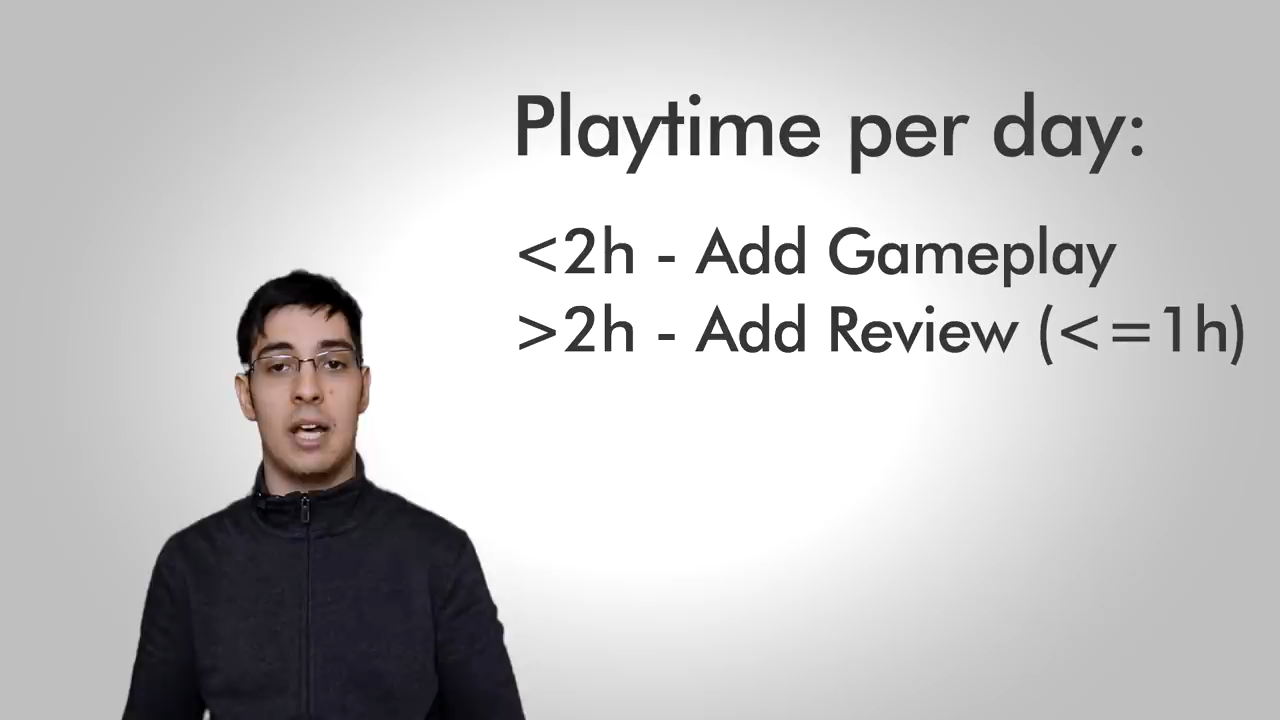 Playtime per day:
<2h - Add Gameplay
>2h - Add Review (<=1h)